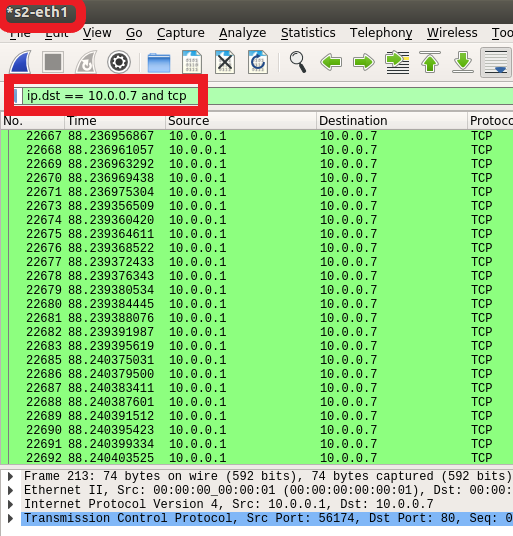 *s2-eth1
File Edit View Go Capture Analyze Statistics Telephony Wireless Tools
ip.dst == 10.0.0.7 and tcp
No. Time Source Destination Protoco
22667 88.236956867 10.0.0.1 10.0.0.7 TCP
22668 88.236961057 10.0.0.1 10.0.0.7 TCP
22669 88.236963292 10.0.0.1 10.0.0.7 TCP
22670 88.236969438 10.0.0.1 10.0.0.7 TCP
22671 88.236975304 10.0.0.1 10.0.0.7 TCP
22673 88.239356509 10.0.0.1 10.0.0.7 TCP
22674 88.239360420 10.0.0.1 10.0.0.7 TCP
22675 88.239364611 10.0.0.1 10.0.0.7 TCP
22676 88.239368522 10.0.0.1 10.0.0.7 TCP
22677 88.239372433 10.0.0.1 10.0.0.7 TCP
22678 88.239376343 10.0.0.1 10.0.0.7 TCP
22679 88.239380534 10.0.0.1 10.0.0.7 TCP
22680 88.239384445 10.0.0.1 10.0.0.7 TCP
22681 88.239388076 10.0.0.1 10.0.0.7 TCP
22682 88.239391987 10.0.0.1 10.0.0.7 TCP
22683 88.239395619 10.0.0.1 10.0.0.7 TCP
22685 88.240375031 10.0.0.1 10.0.0.7 TCP
22686 88.240379500 10.0.0.1 10.0.0.7 TCP
22687 88.240383411 10.0.0.1 10.0.0.7 TCP
22688 88.240387601 10.0.0.1 10.0.0.7 TCP
22689 88.240391512 10.0.0.1 10.0.0.7 TCP
22690 88.240395423 10.0.0.1 10.0.0.7 TCP
22691 88.240399334 10.0.0.1 10.0.0.7 TCP
22692 88.240403525 10.0.0.1 10.0.0.7 TCP
Frame 213: 74 bytes on wire (592 bits), 74 bytes captured (592 bits)
Ethernet II, Src: 00:00:00_00:00:01 (00:00:00:00:00:01), Dst: 00:00:
Internet Protocol Version 4, Src: 10.0.0.1, Dst: 10.0.0.7
Transmission Control Protocol, Src Port: 56174, Dst Port: 80, Seq: 0